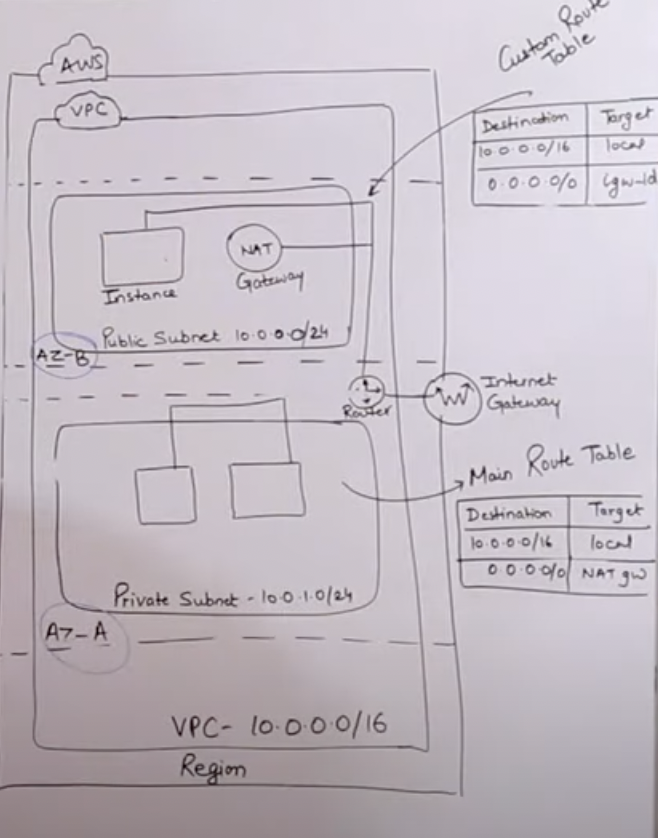 AWS
VPC
Custom Route
Table
Destination Target
10.0.0.0/16 local
0.0.0.0/0 igw-id
Instance
NAT
Gateway
Public Subnet 10.0.0.0/24
AZ-B
Router
Internet
Gateway
Main Route Table
Destination Target
10.0.0.0/16 local
0.0.0.0/0 NAT gw
Private Subnet - 10.0.1.0/24
AZ-A
VPC- 10.0.0.0/16
Region